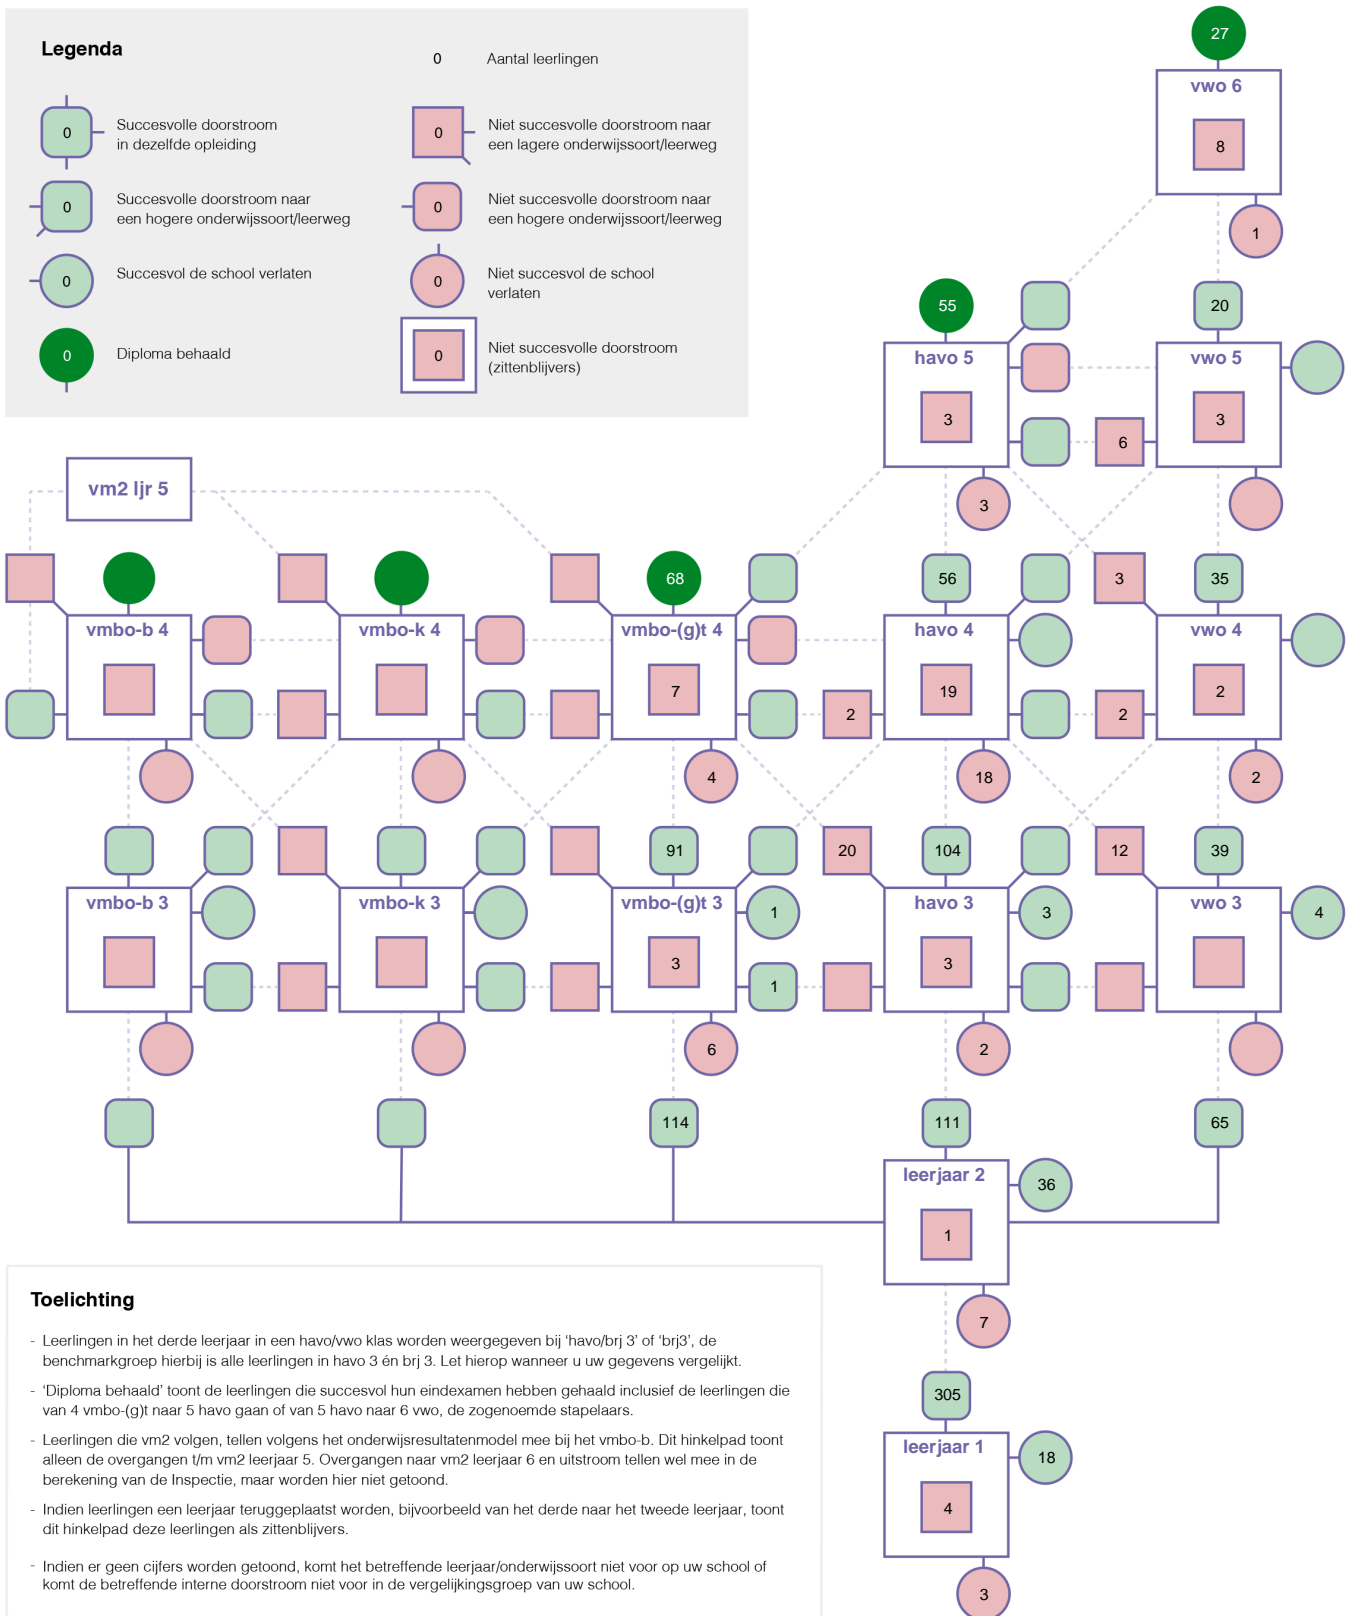 Legenda
0 Aantal leerlingen
0 Succesvolle doorstroom
in dezelfde opleiding
0 Niet succesvolle doorstroom naar
een lagere onderwijssoort/leerweg
0 Succesvolle doorstroom naar
een hogere onderwijssoort/leerweg
0 Niet succesvolle doorstroom naar
een hogere onderwijssoort/leerweg
0 Succesvol de school verlaten
0 Niet succesvol de school
verlaten
0 Diploma behaald
0 Niet succesvolle doorstroom
(zittenblijvers)
27
vwo 6
8
1
55
20
havo 5
vwo 5
3
6
3
3
vm2 ljr 5
68
56
3
35
vmbo-b 4
vmbo-k 4
vmbo-(g)t 4
havo 4
vwo 4
7
2
19
2
2
4
18
2
91
20
104
12
39
vmbo-b 3
vmbo-k 3
vmbo-(g)t 3
havo 3
vwo 3
1
3
4
3
1
3
6
2
114
111
65
leerjaar 2
36
1
7
305
leerjaar 1
18
4
3
Toelichting
- Leerlingen in het derde leerjaar in een havo/vwo klas worden weergegeven bij ‘havo/brj 3’ of ‘brj3’, de
benchmarkgroep hierbij is alle leerlingen in havo 3 én brj 3. Let hierop wanneer u uw gegevens vergelijkt.
- ‘Diploma behaald’ toont de leerlingen die succesvol hun eindexamen hebben gehaald inclusief de leerlingen die
van 4 vmbo-(g)t naar 5 havo gaan of van 5 havo naar 6 vwo, de zogenoemde stapelaars.
- Leerlingen die vm2 volgen, tellen volgens het onderwijsresultatenmodel mee bij het vmbo-b. Dit hinkelpad toont
alleen de overgangen t/m vm2 leerjaar 5. Overgangen naar vm2 leerjaar 6 en uitstroom tellen wel mee in de
berekening van de Inspectie, maar worden hier niet getoond.
- Indien leerlingen een leerjaar teruggeplaatst worden, bijvoorbeeld van het derde naar het tweede leerjaar, toont
dit hinkelpad deze leerlingen als zittenblijvers.
- Indien er geen cijfers worden getoond, komt het betreffende leerjaar/onderwijssoort niet voor op uw school of
komt de betreffende interne doorstroom niet voor in de vergelijkingsgroep van uw school.